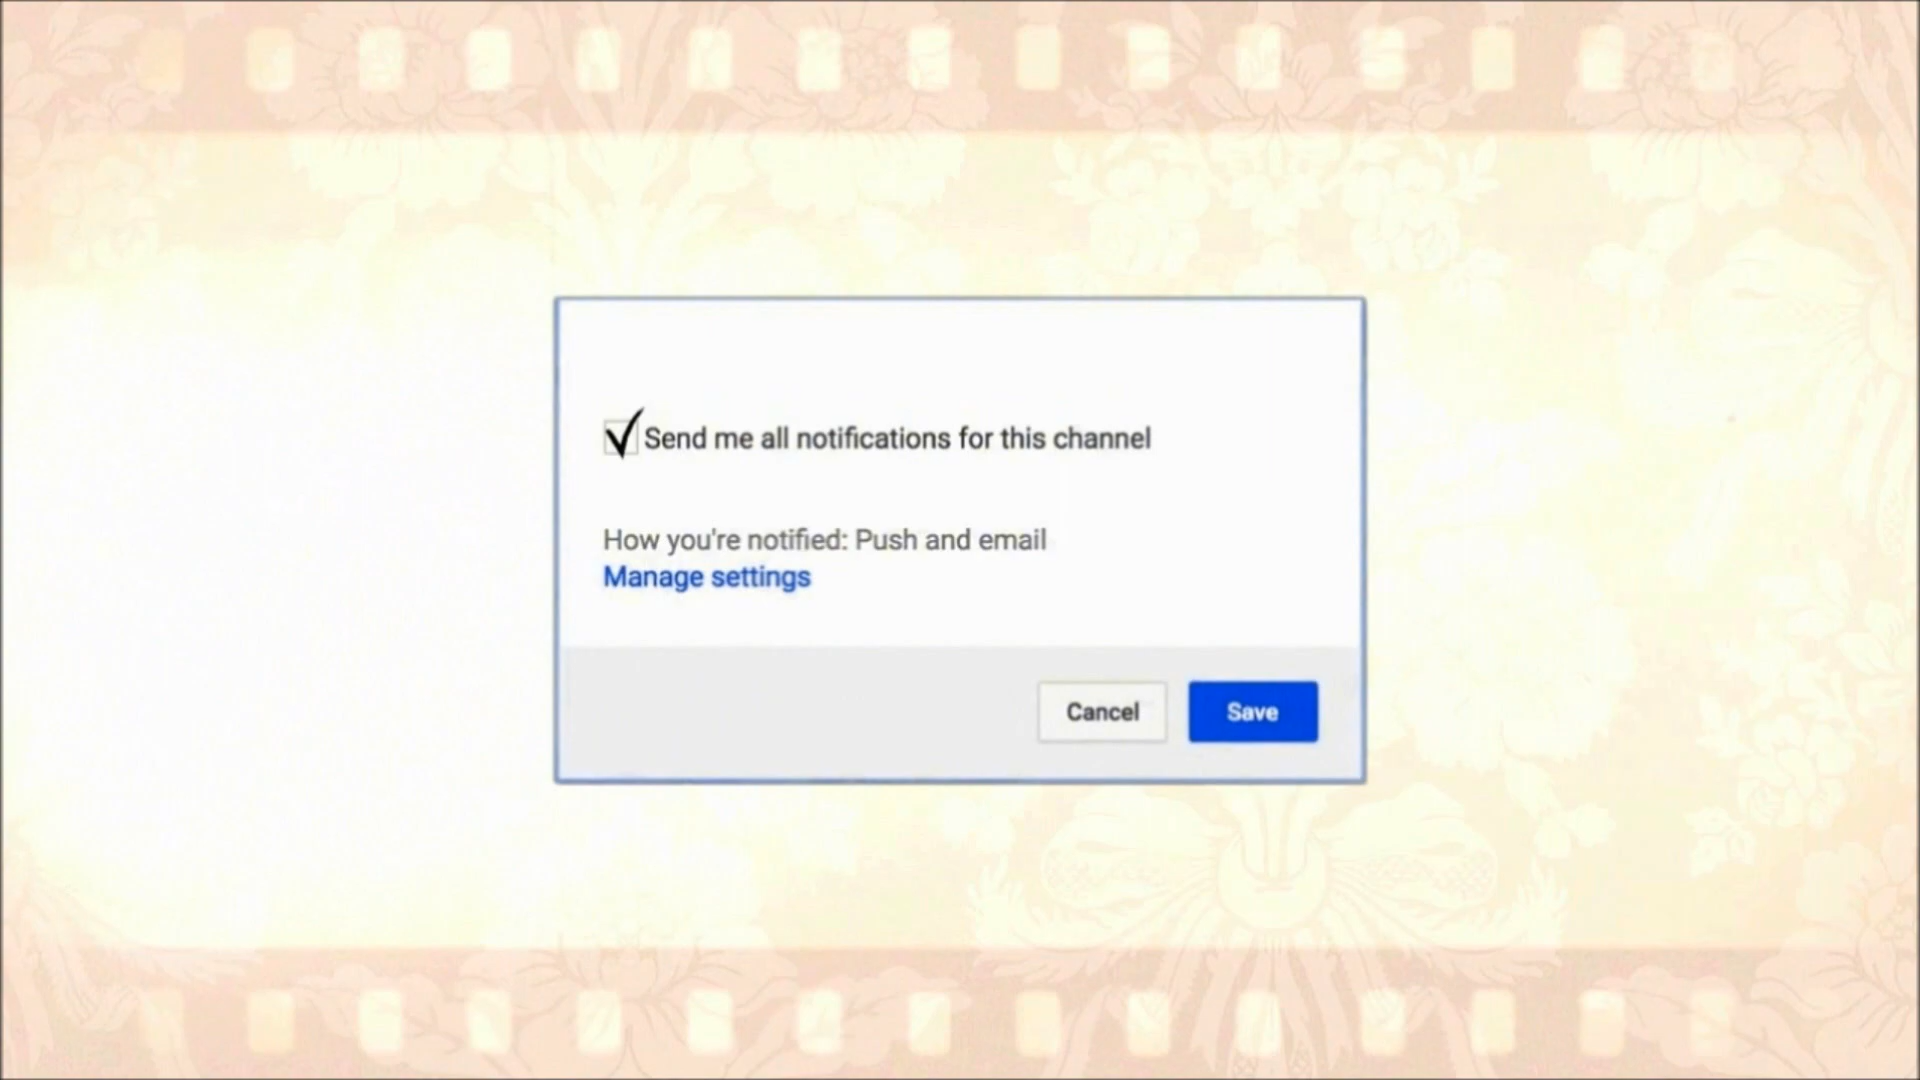 Send me all notifications for this channel
How you're notified: Push and email
Manage settings
Cancel
Save